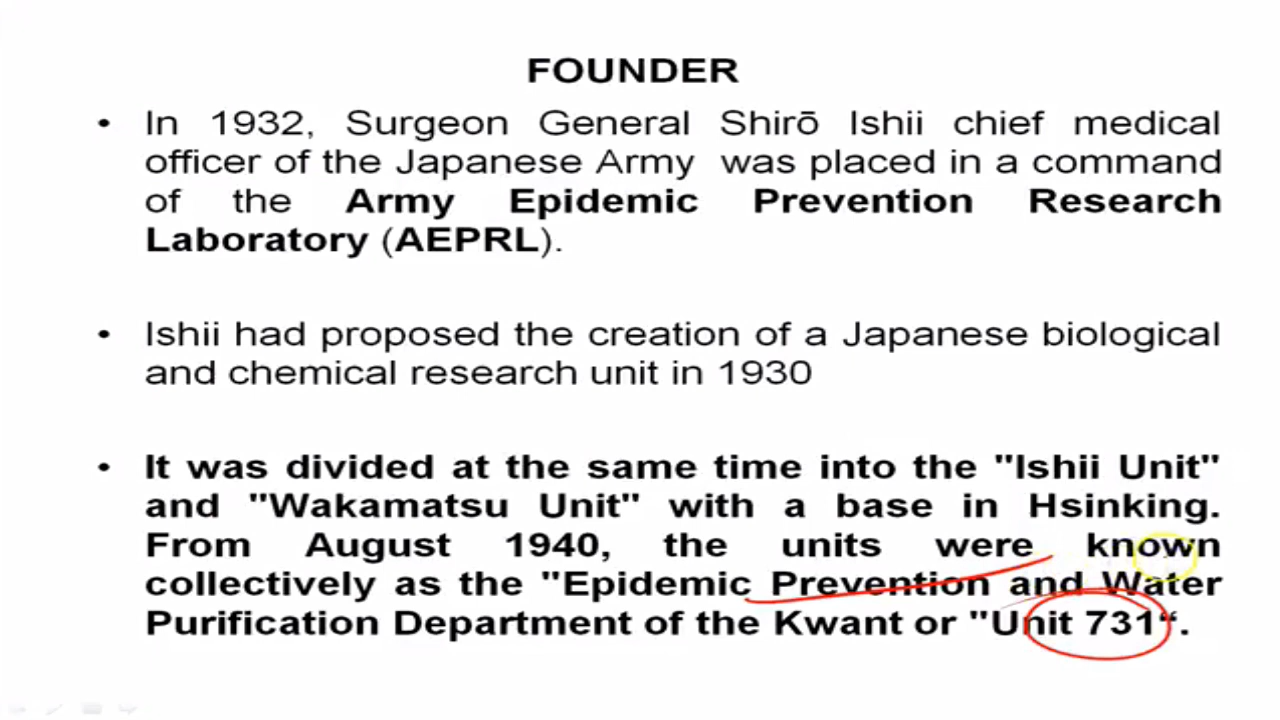 FOUNDER
• In 1932, Surgeon General Shirō Ishii chief medical
officer of the Japanese Army was placed in a command
of the Army Epidemic Prevention Research
Laboratory (AEPRL).
• Ishii had proposed the creation of a Japanese biological
and chemical research unit in 1930
• It was divided at the same time into the "Ishii Unit"
and "Wakamatsu Unit" with a base in Hsinking.
From August 1940, the units were known
collectively as the "Epidemic Prevention and Water
Purification Department of the Kwant or "Unit 731“.